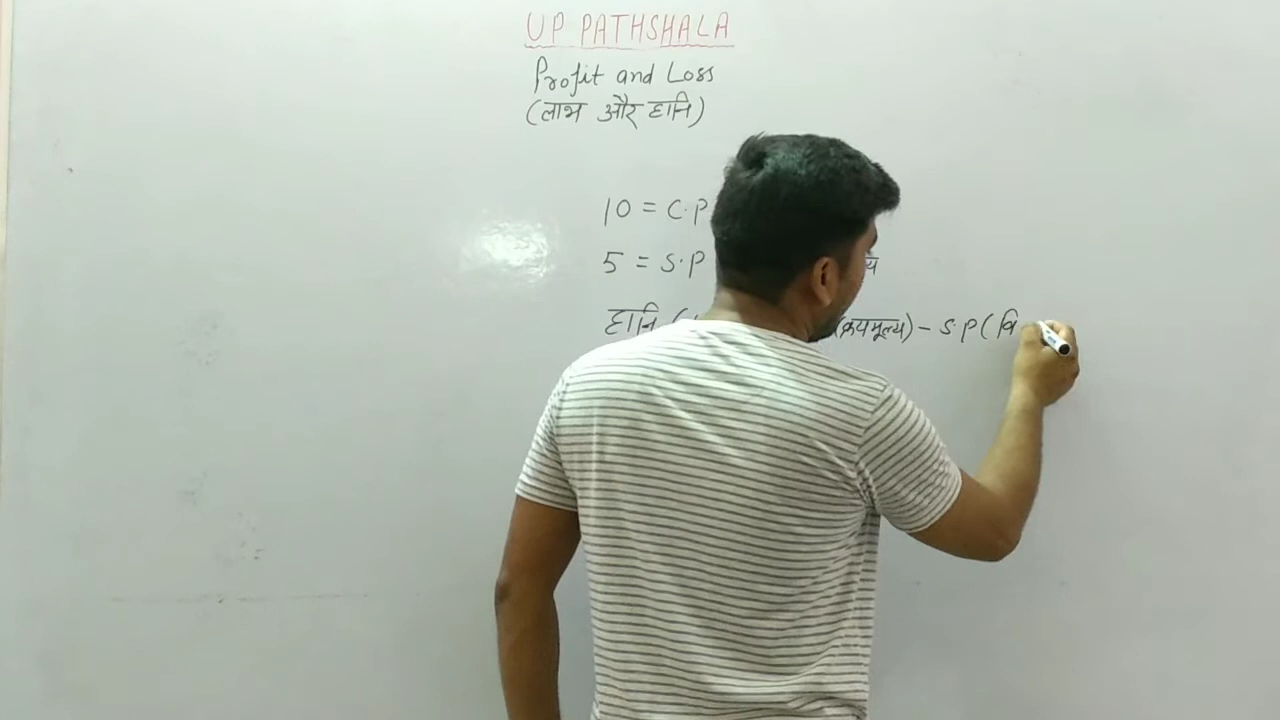 UP PATHSHALA
Profit and Loss
(लाभ और हानि)
10 = C.P
5 = S.P
हानि (क्रयमूल्य) - S.P ( वि